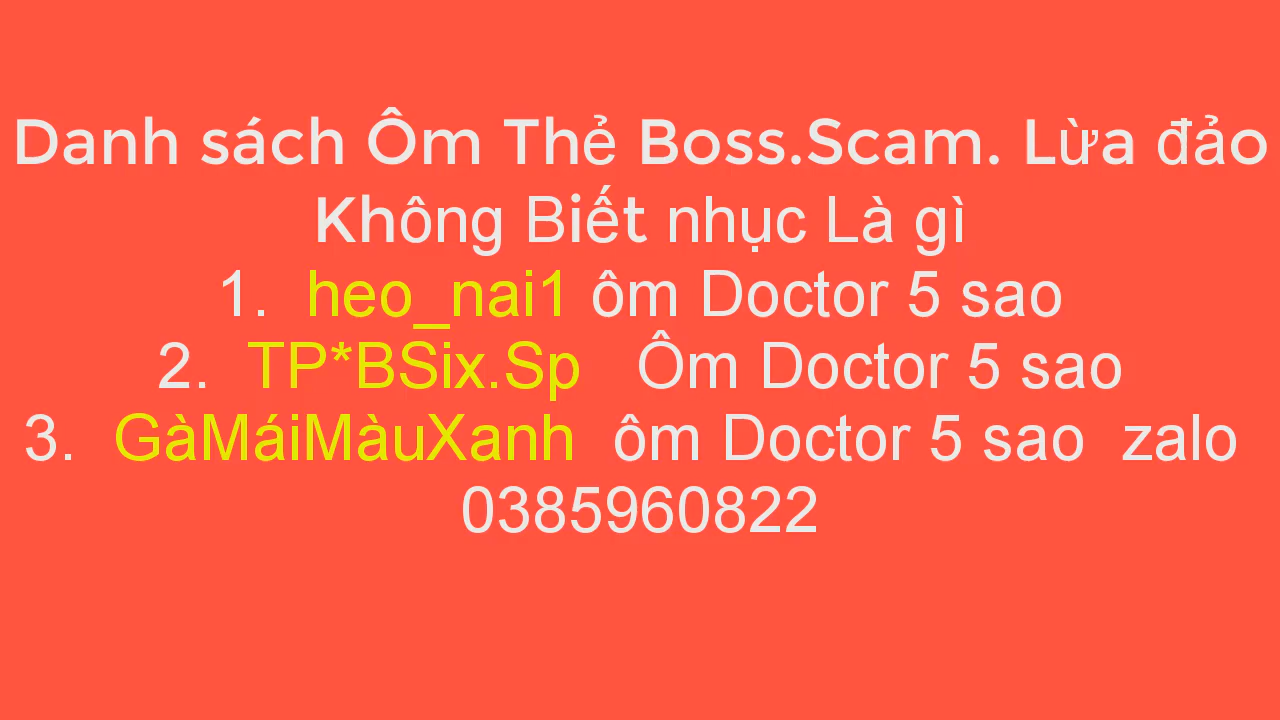 Danh sách Ôm Thẻ Boss.Scam. Lừa đảo
Không Biết nhục Là gì
1. heo_nai1 ôm Doctor 5 sao
2. TP*BSix.Sp Ôm Doctor 5 sao
3. GàMáiMàuXanh ôm Doctor 5 sao zalo
0385960822